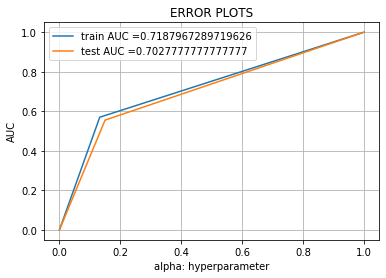 ERROR PLOTS
train AUC =0.7187967289719626
test AUC =0.7027777777777777
1.0
0.8
0.6
0.4
0.2
0.0
AUC
0.0 0.2 0.4 0.6 0.8 1.0
alpha: hyperparameter